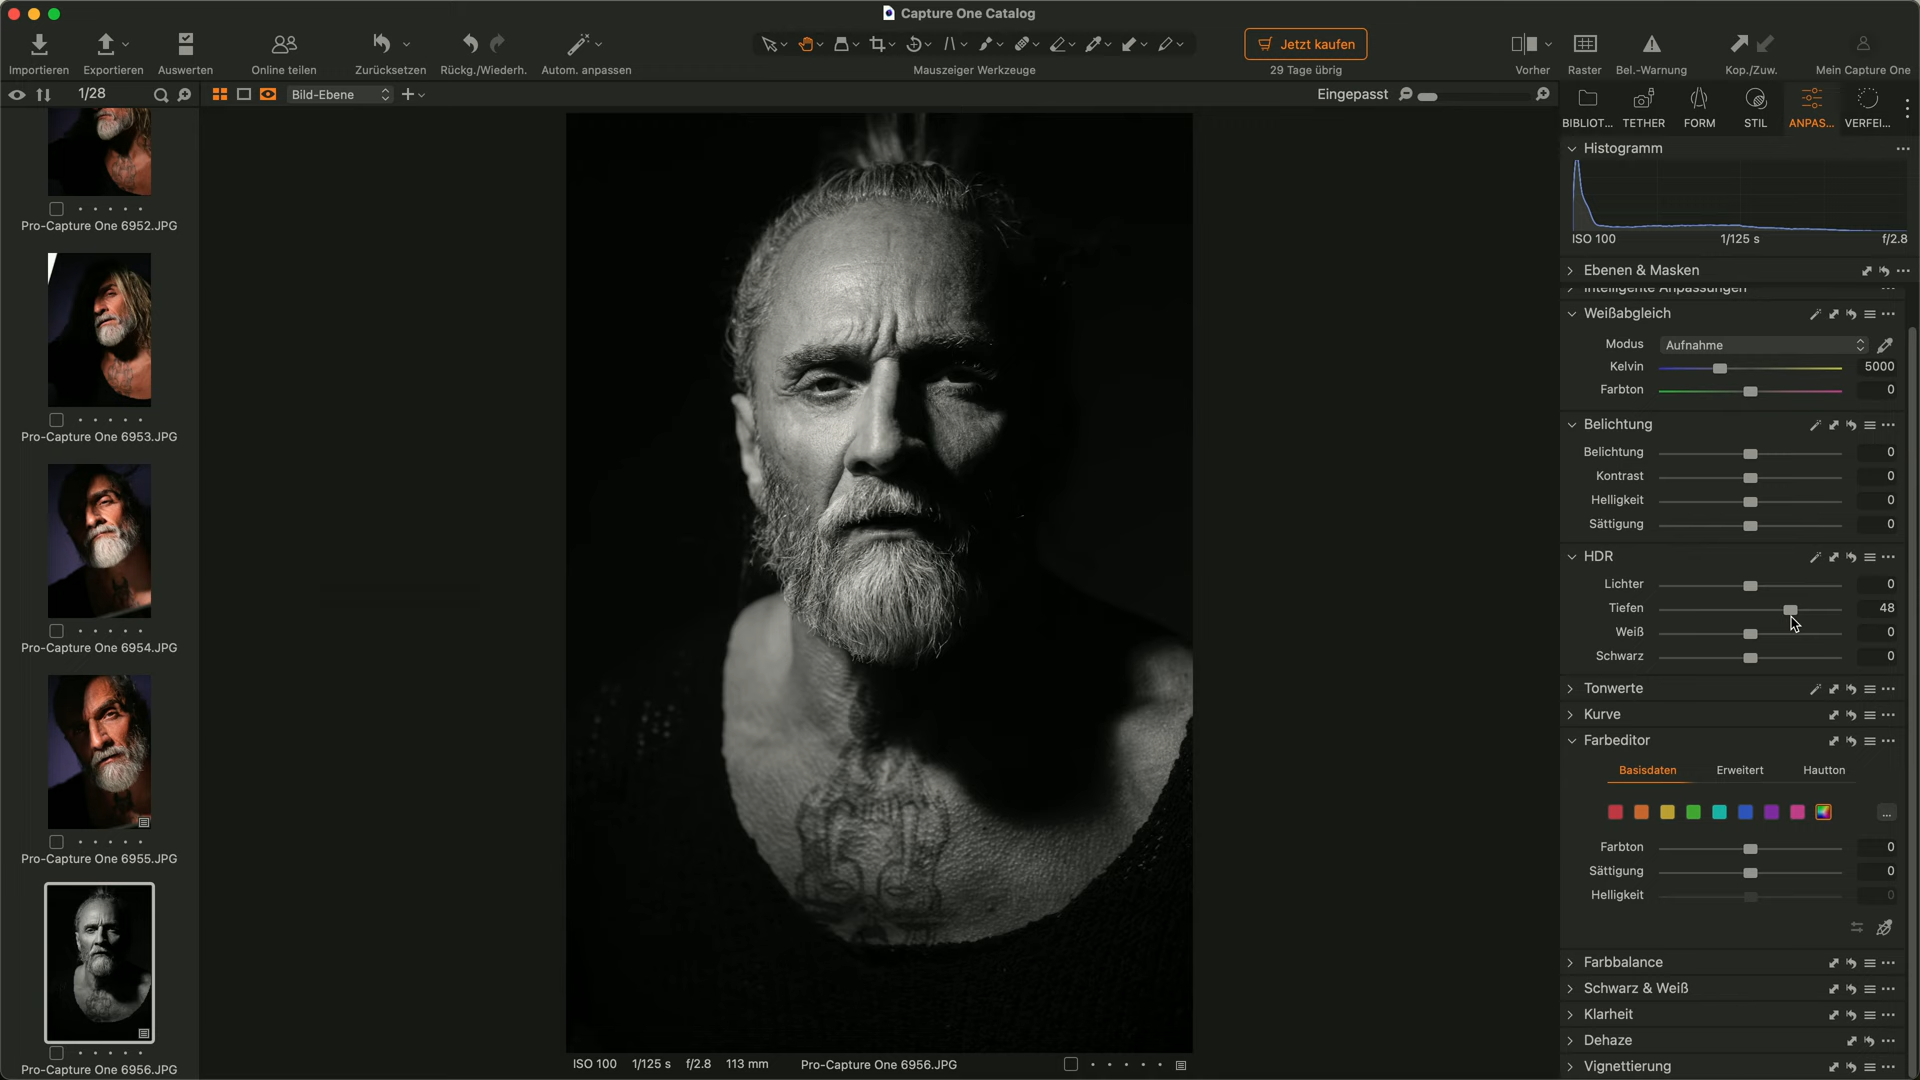 Capture One Catalog
Importieren
Exportieren
Auswerten
Online teilen
Zurücksetzen
Rückg./Wiederh.
Autom. anpassen
Mauszeiger Werkzeuge
Jetzt kaufen
29 Tage übrig
Vorher
Raster
Bel.-Warnung
Kop./Zuw.
Mein Capture One
1/28
Bild-Ebene
Eingepasst
BIBLIOT...
TETHER
FORM
STIL
ANPAS...
VERFEI...
Pro-Capture One 6952.JPG
Pro-Capture One 6953.JPG
Pro-Capture One 6954.JPG
Pro-Capture One 6955.JPG
Pro-Capture One 6956.JPG
ISO 100 1/125 s f/2.8 113 mm Pro-Capture One 6956.JPG
Histogramm
ISO 100 1/125 s f/2.8
Ebenen & Masken
Intelligente Anpassungen
Weißabgleich
Modus Aufnahme
Kelvin 5000
Farbton 0
Belichtung
Belichtung 0
Kontrast 0
Helligkeit 0
Sättigung 0
HDR
Lichter 0
Tiefen 48
Weiß 0
Schwarz 0
Tonwerte
Kurve
Farbeditor
Basisdaten Erweitert Hautton
Farbton 0
Sättigung 0
Helligkeit 0
Farbbalance
Schwarz & Weiß
Klarheit
Dehaze
Vignettierung